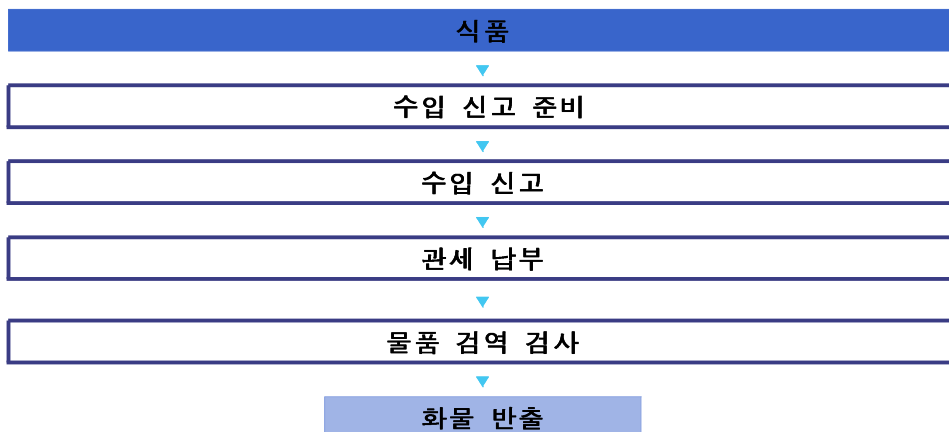 식품
수입 신고 준비
수입 신고
관세 납부
물품 검역 검사
화물 반출